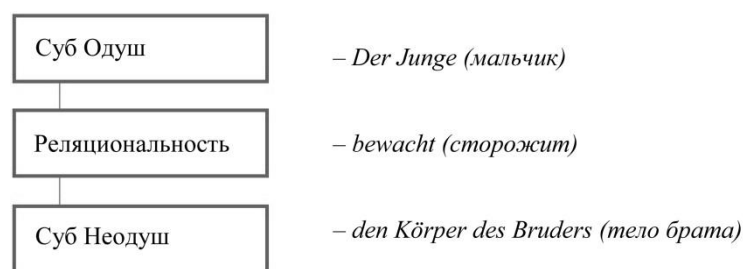 Суб Одуш – Der Junge (мальчик)
Реляциональность – bewacht (сторожит)
Суб Неодуш – den Körper des Bruders (тело брата)